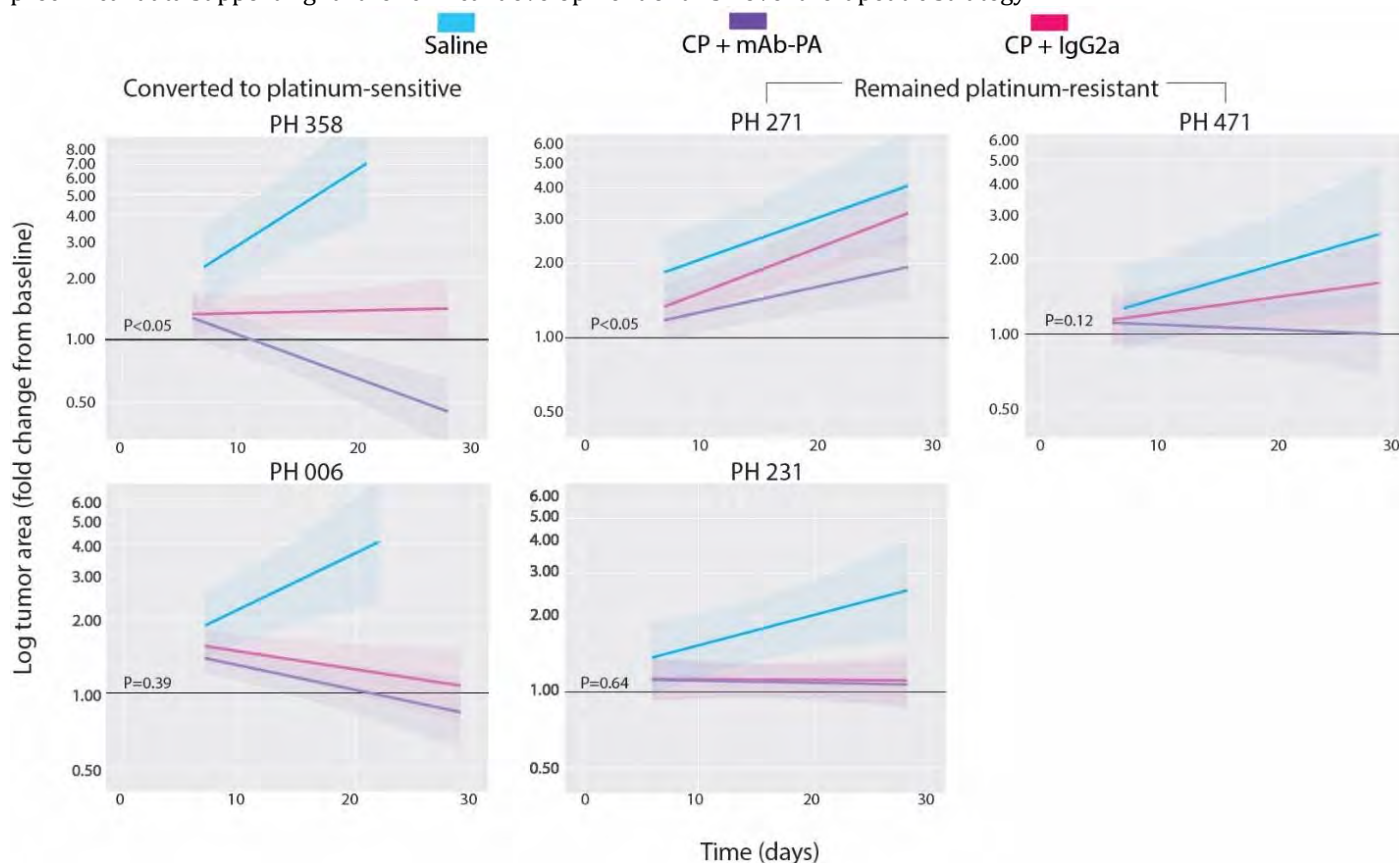 Saline
CP + mAb-PA
CP + IgG2a
Converted to platinum-sensitive
Remained platinum-resistant
PH 358
PH 271
PH 471
Log tumor area (fold change from baseline)
8.00
7.00
6.00
5.00
4.00
3.00
2.00
1.00
0.50
P<0.05
0 10 20 30
6.00
5.00
4.00
3.00
2.00
1.00
0.50
P<0.05
0 10 20 30
6.00
5.00
4.00
3.00
2.00
1.00
0.50
P=0.12
0 10 20 30
PH 006
PH 231
6.00
5.00
4.00
3.00
2.00
1.00
0.50
P=0.39
0 10 20 30
6.00
5.00
4.00
3.00
2.00
1.00
0.50
P=0.64
0 10 20 30
Time (days)